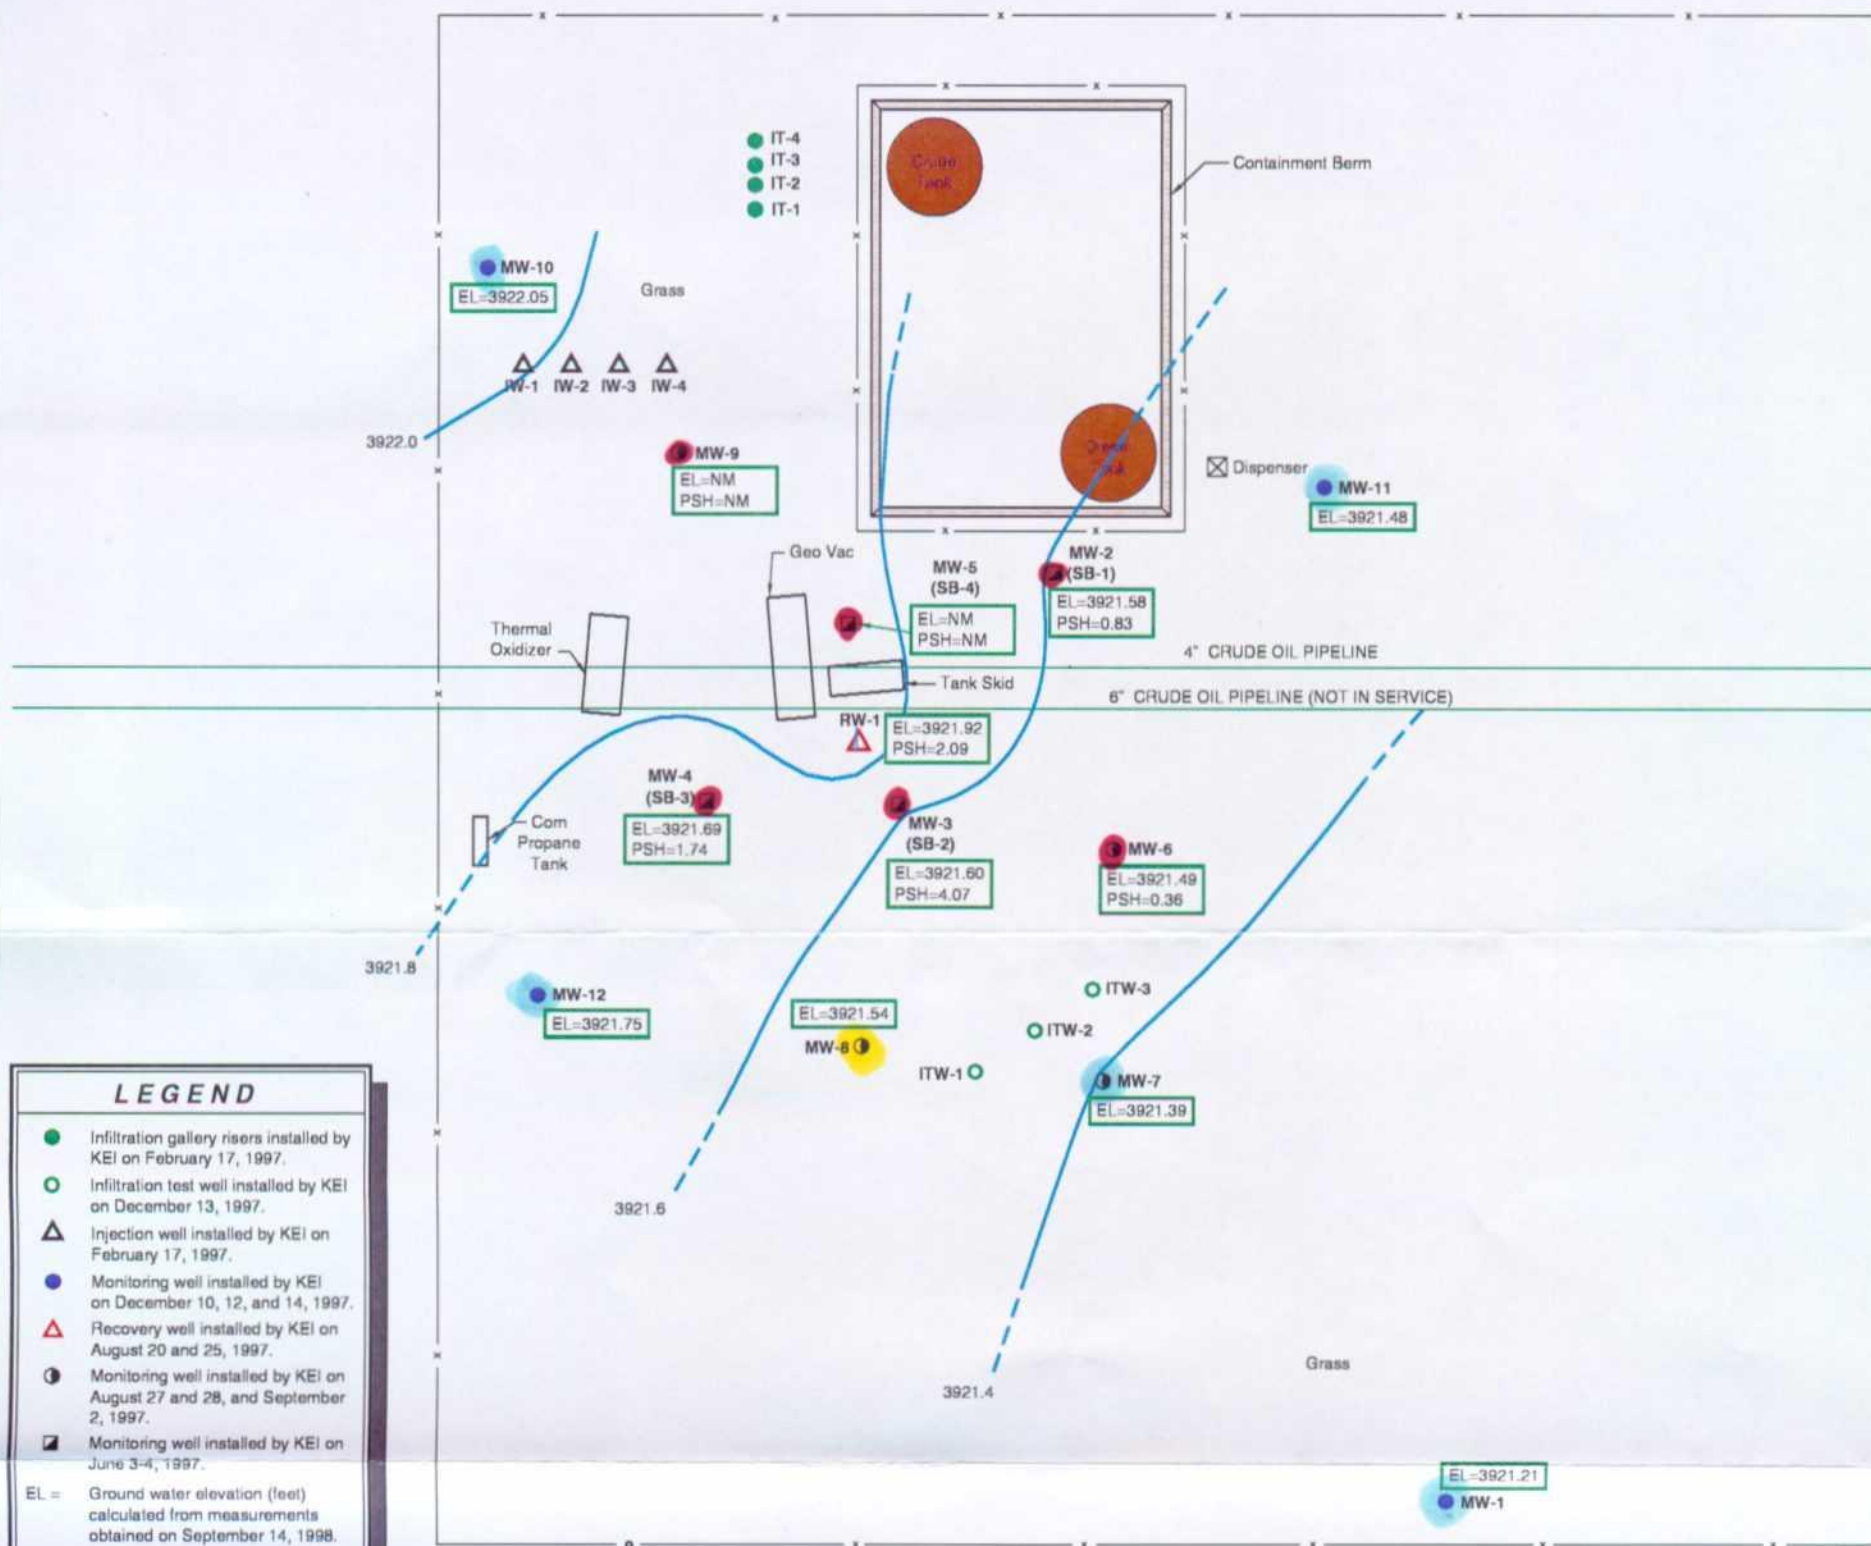 IT-4
IT-3
IT-2
IT-1
Crude
Tank
Containment Berm
MW-10
EL=3922.05
Grass
IW-1
IW-2
IW-3
IW-4
3922.0
MW-9
EL=NM
PSH=NM
Tank
Dispenser
MW-11
EL=3921.48
Geo Vac
MW-5
(SB-4)
EL=NM
PSH=NM
MW-2
(SB-1)
EL=3921.58
PSH=0.83
Thermal
Oxidizer
4" CRUDE OIL PIPELINE
Tank Skid
6" CRUDE OIL PIPELINE (NOT IN SERVICE)
RW-1
EL=3921.92
PSH=2.09
MW-4
(SB-3)
EL=3921.69
PSH=1.74
Com
Propane
Tank
MW-3
(SB-2)
EL=3921.60
PSH=4.07
MW-6
EL=3921.49
PSH=0.36
3921.8
MW-12
EL=3921.75
EL=3921.54
MW-8
ITW-3
ITW-2
ITW-1
MW-7
EL=3921.39
3921.6
3921.4
Grass
EL=3921.21
MW-1
LEGEND
Infiltration gallery risers installed by
KEI on February 17, 1997.
Infiltration test well installed by KEI
on December 13, 1997.
Injection well installed by KEI on
February 17, 1997.
Monitoring well installed by KEI
on December 10, 12, and 14, 1997.
Recovery well installed by KEI on
August 20 and 25, 1997.
Monitoring well installed by KEI on
August 27 and 28, and September
2, 1997.
Monitoring well installed by KEI on
June 3-4, 1997.
EL = Ground water elevation (feet)
calculated from measurements
obtained on September 14, 1998.